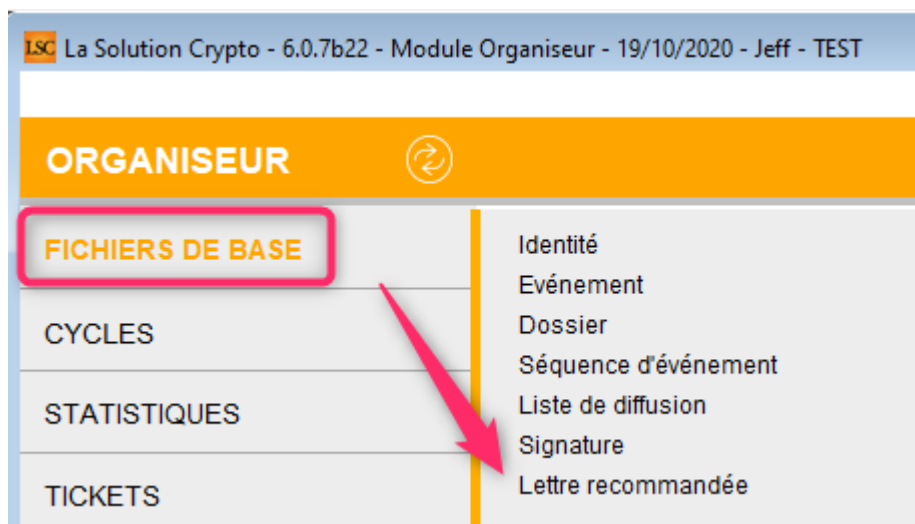 LSC La Solution Crypto - 6.0.7b22 - Module Organiseur - 19/10/2020 - Jeff - TEST
ORGANISEUR
FICHIERS DE BASE
CYCLES
STATISTIQUES
TICKETS
Identité
Evénement
Dossier
Séquence d'événement
Liste de diffusion
Signature
Lettre recommandée